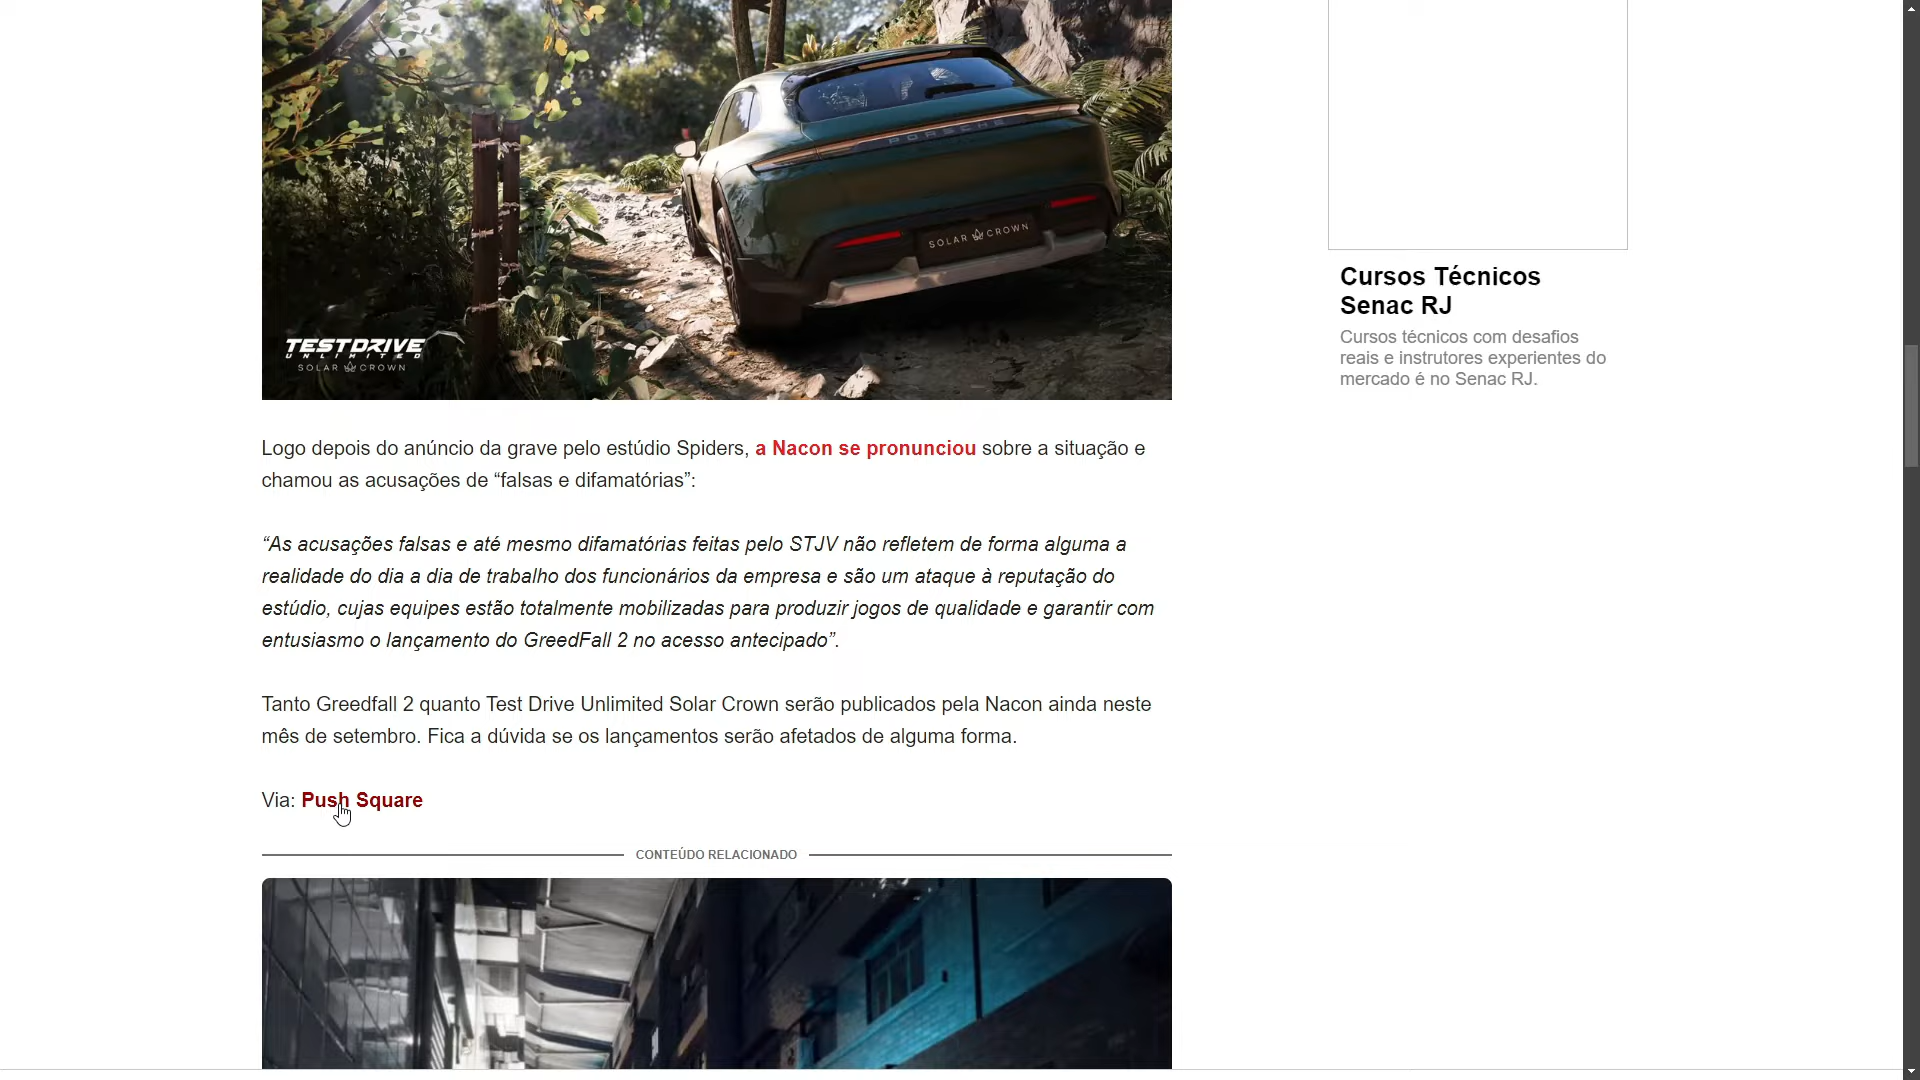 PORSCHE
SOLAR CROWN
TESTDRIVE
UNLIMITED
SOLAR CROWN
Cursos Técnicos
Senac RJ
Cursos técnicos com desafios
reais e instrutores experientes do
mercado é no Senac RJ.
Logo depois do anúncio da grave pelo estúdio Spiders, a Nacon se pronunciou sobre a situação e
chamou as acusações de “falsas e difamatórias”:
“As acusações falsas e até mesmo difamatórias feitas pelo STJV não refletem de forma alguma a
realidade do dia a dia de trabalho dos funcionários da empresa e são um ataque à reputação do
estúdio, cujas equipes estão totalmente mobilizadas para produzir jogos de qualidade e garantir com
entusiasmo o lançamento do GreedFall 2 no acesso antecipado”.
Tanto Greedfall 2 quanto Test Drive Unlimited Solar Crown serão publicados pela Nacon ainda neste
mês de setembro. Fica a dúvida se os lançamentos serão afetados de alguma forma.
Via: Push Square
CONTEÚDO RELACIONADO